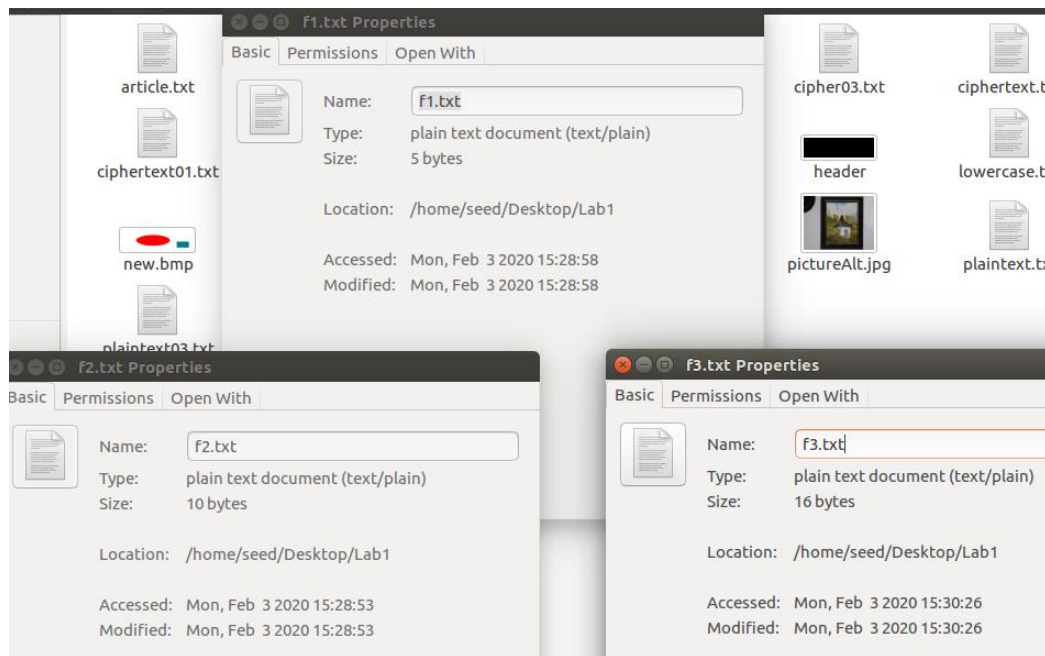 f1.txt Properties
Basic Permissions Open With
Name: f1.txt
Type: plain text document (text/plain)
Size: 5 bytes
Location: /home/seed/Desktop/Lab1
Accessed: Mon, Feb 3 2020 15:28:58
Modified: Mon, Feb 3 2020 15:28:58
article.txt
cipher03.txt
ciphertext.t
ciphertext01.txt
header
lowercase.t
new.bmp
pictureAlt.jpg
plaintext.tx
plaintext03.txt
f2.txt Properties
Basic Permissions Open With
Name: f2.txt
Type: plain text document (text/plain)
Size: 10 bytes
Location: /home/seed/Desktop/Lab1
Accessed: Mon, Feb 3 2020 15:28:53
Modified: Mon, Feb 3 2020 15:28:53
f3.txt Properties
Basic Permissions Open With
Name: f3.txt
Type: plain text document (text/plain)
Size: 16 bytes
Location: /home/seed/Desktop/Lab1
Accessed: Mon, Feb 3 2020 15:30:26
Modified: Mon, Feb 3 2020 15:30:26